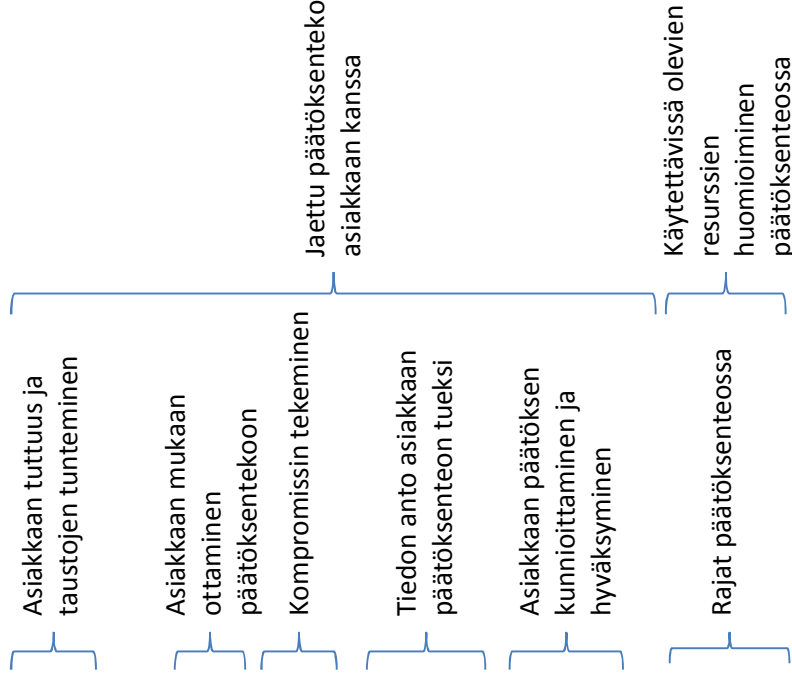 Asiakkaan tuttuus ja
taustojen tunteminen
Asiakkaan mukaan
ottaminen
päätöksentekoon
Kompromissin tekeminen
Tiedon anto asiakkaan
päätöksenteon tueksi
Asiakkaan päätöksen
kunnioittaminen ja
hyväksyminen
Rajat päätöksenteossa
Jaettu päätöksenteko
asiakkaan kanssa
Käytettävissä olevien
resurssien
huomioiminen
päätöksenteossa